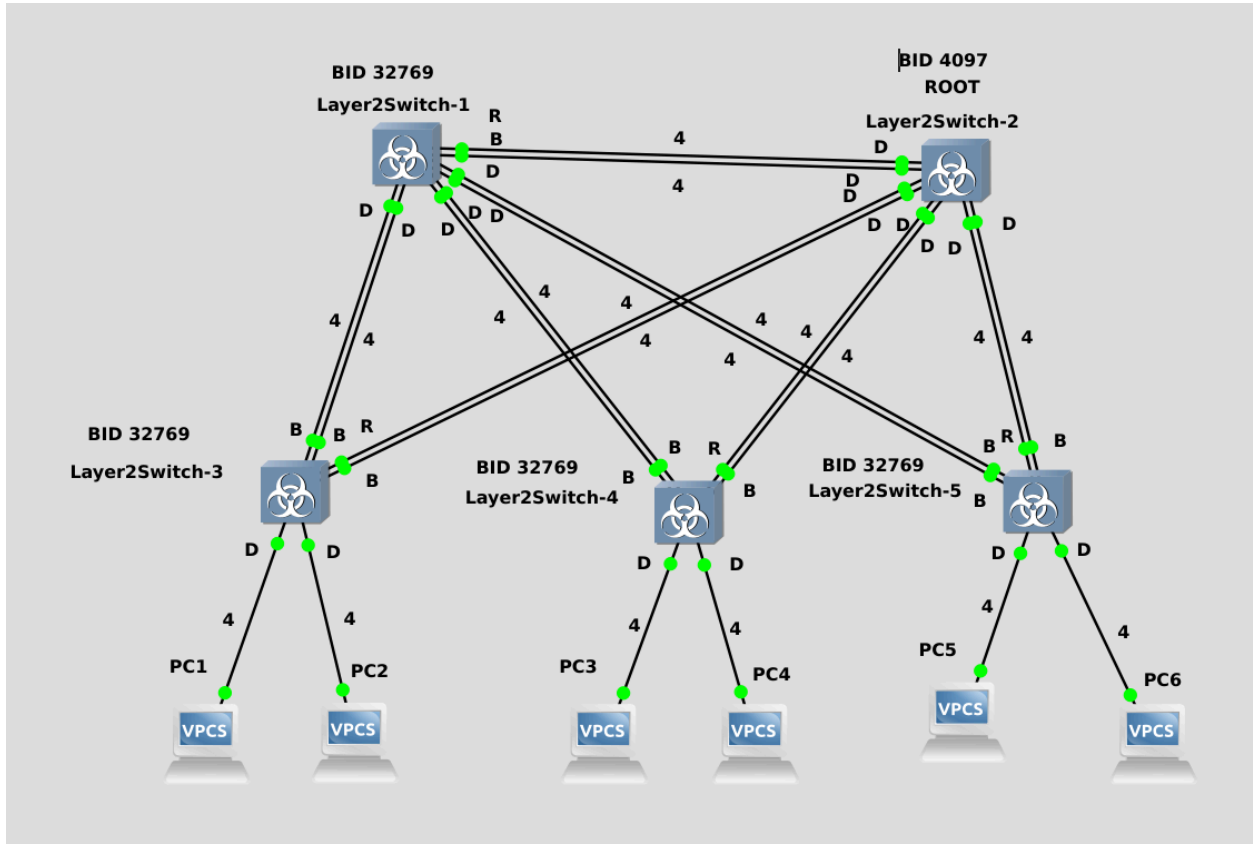 BID 4097
ROOT
BID 32769
Layer2Switch-1
Layer2Switch-2
R
B
4
D
4
D
D
D
D
D
D
D
D
D
D
D
D
D
D
4
4
4
4
4
4
4
4
4
4
4
4
R
B
B
B
BID 32769
Layer2Switch-3
B
R
B
B
BID 32769
Layer2Switch-4
R
B
B
B
BID 32769
Layer2Switch-5
D
D
D
D
D
D
4
4
4
4
4
4
PC1
PC2
PC3
PC4
PC5
PC6
VPCS
VPCS
VPCS
VPCS
VPCS
VPCS